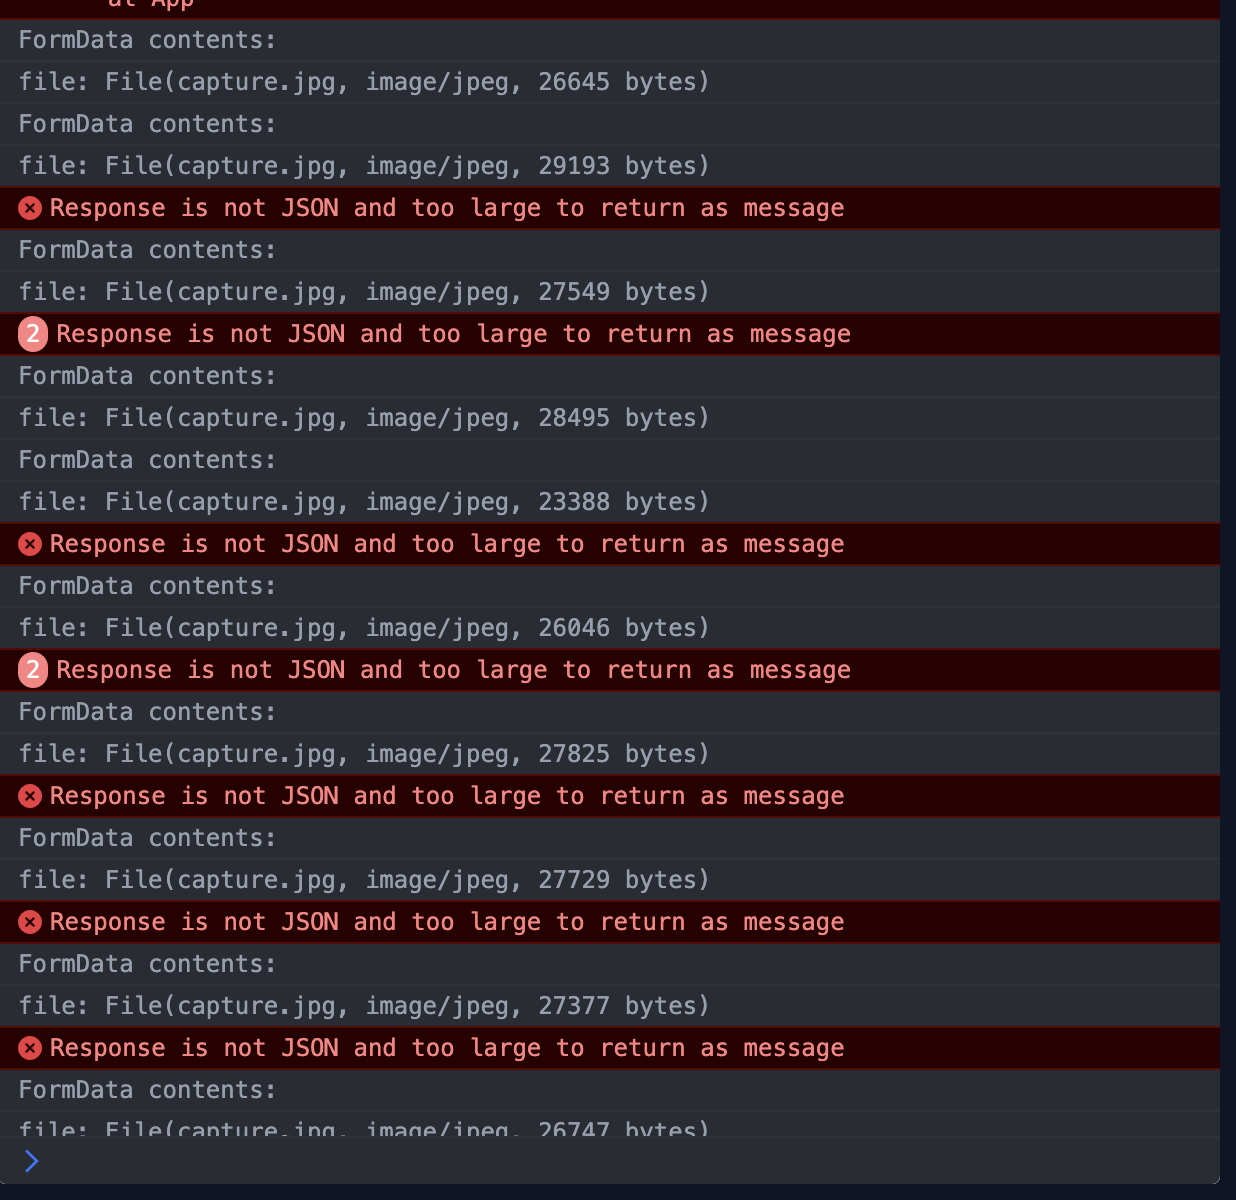 at App
FormData contents:
file: File(capture.jpg, image/jpeg, 26645 bytes)
FormData contents:
file: File(capture.jpg, image/jpeg, 29193 bytes)
Response is not JSON and too large to return as message
FormData contents:
file: File(capture.jpg, image/jpeg, 27549 bytes)
2 Response is not JSON and too large to return as message
FormData contents:
file: File(capture.jpg, image/jpeg, 28495 bytes)
FormData contents:
file: File(capture.jpg, image/jpeg, 23388 bytes)
Response is not JSON and too large to return as message
FormData contents:
file: File(capture.jpg, image/jpeg, 26046 bytes)
2 Response is not JSON and too large to return as message
FormData contents:
file: File(capture.jpg, image/jpeg, 27825 bytes)
Response is not JSON and too large to return as message
FormData contents:
file: File(capture.jpg, image/jpeg, 27729 bytes)
Response is not JSON and too large to return as message
FormData contents:
file: File(capture.jpg, image/jpeg, 27377 bytes)
Response is not JSON and too large to return as message
FormData contents:
file: File(capture.jpg, image/jpeg, 26747 bytes)